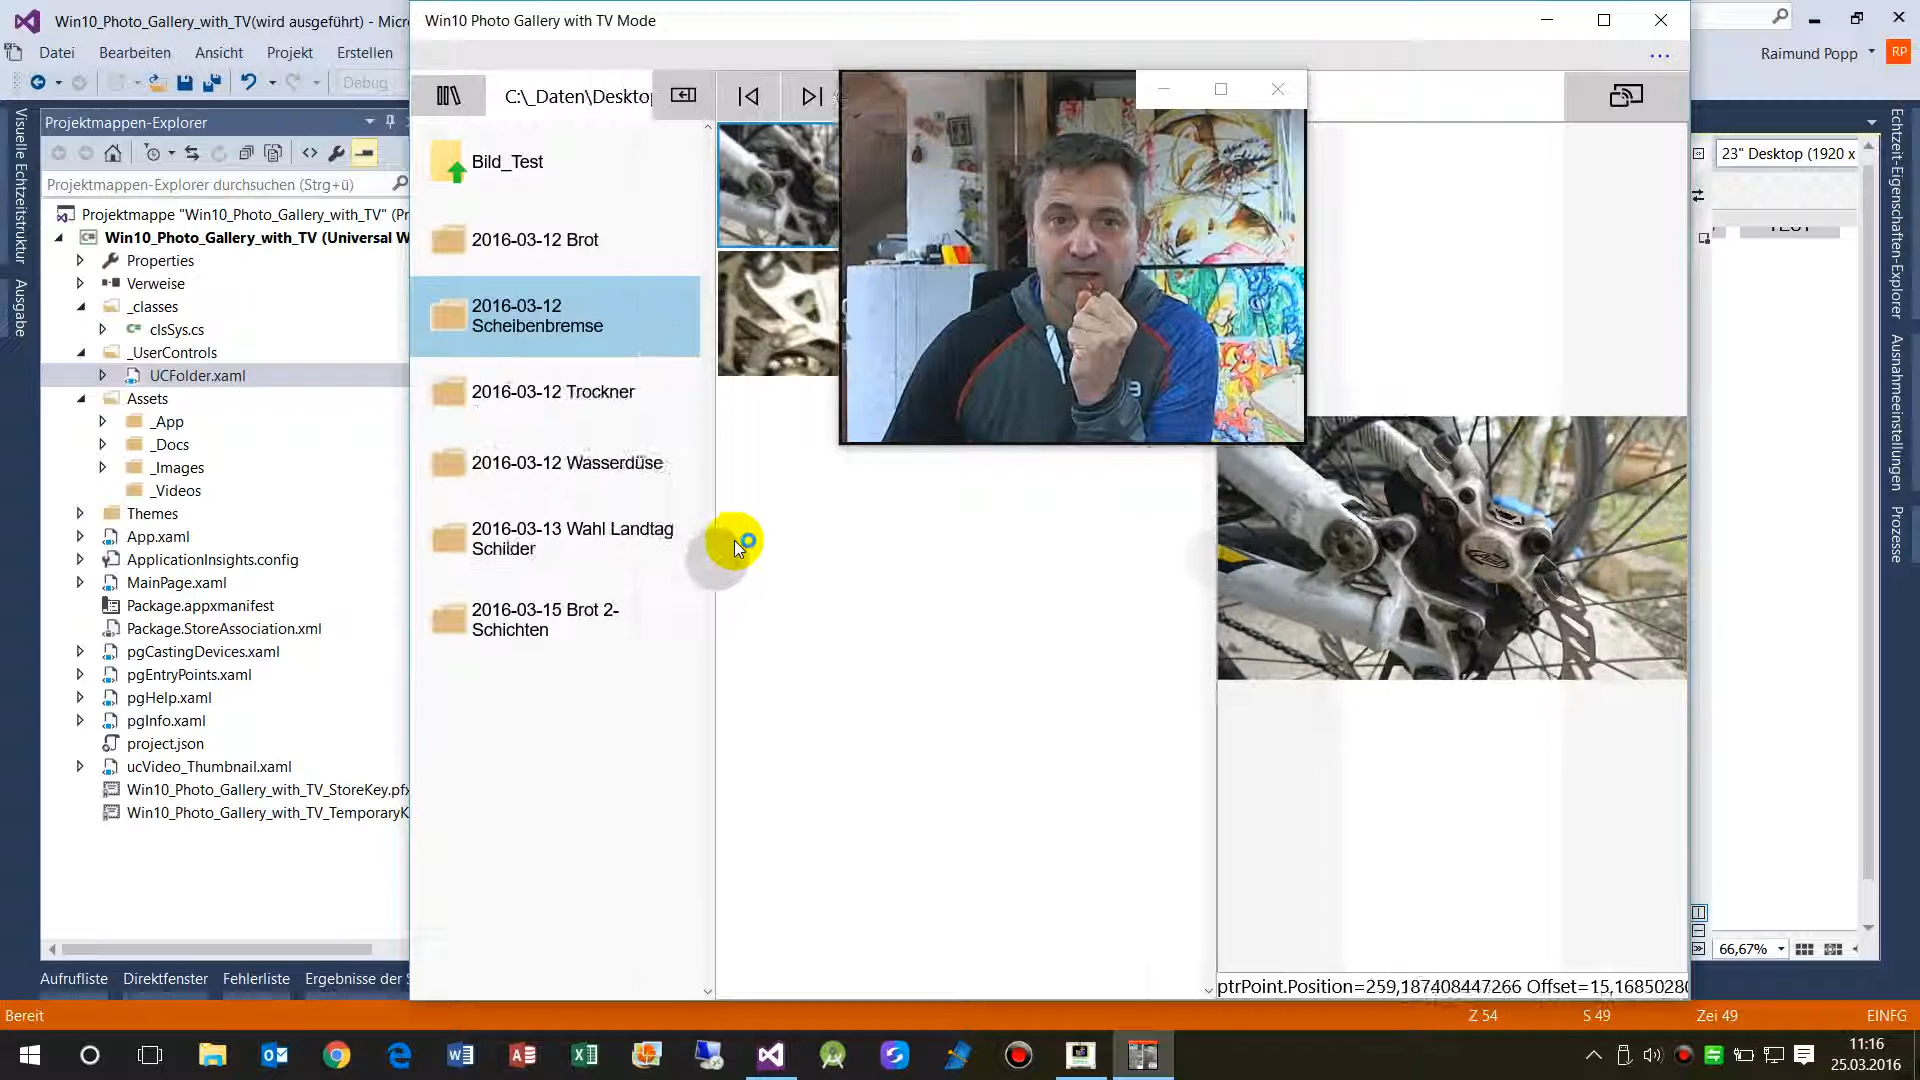 Win10_Photo_Gallery_with_TV(wird ausgeführt) - Micr
Win10 Photo Gallery with TV Mode
Datei Bearbeiten Ansicht Projekt Erstellen
Raimund Popp
RP
Debug
C:\_Daten\Desktop
Visuelle Echtzeitstruktur
Ausgabe
Projektmappen-Explorer
Projektmappen-Explorer durchsuchen (Strg+ü)
Projektmappe "Win10_Photo_Gallery_with_TV" (Pr
Win10_Photo_Gallery_with_TV (Universal W
Properties
Verweise
_classes
clsSys.cs
_UserControls
UCFolder.xaml
Assets
_App
_Docs
_Images
_Videos
Themes
App.xaml
ApplicationInsights.config
MainPage.xaml
Package.appxmanifest
Package.StoreAssociation.xml
pgCastingDevices.xaml
pgEntryPoints.xaml
pgHelp.xaml
pgInfo.xaml
project.json
ucVideo_Thumbnail.xaml
Win10_Photo_Gallery_with_TV_StoreKey.pfx
Win10_Photo_Gallery_with_TV_TemporaryK
Bild_Test
2016-03-12 Brot
2016-03-12
Scheibenbremse
2016-03-12 Trockner
2016-03-12 Wasserdüse
2016-03-13 Wahl Landtag
Schilder
2016-03-15 Brot 2-
Schichten
23" Desktop (1920 x
TEST
Echtzeit-Eigenschaften-Explorer
Ausnahmeeinstellungen
Prozesse
66,67%
ptrPoint.Position=259,187408447266 Offset=15,16850280
Aufrufliste Direktfenster Fehlerliste Ergebnisse der S
Bereit
Z 54
S 49
Zei 49
EINFG
11:16
25.03.2016